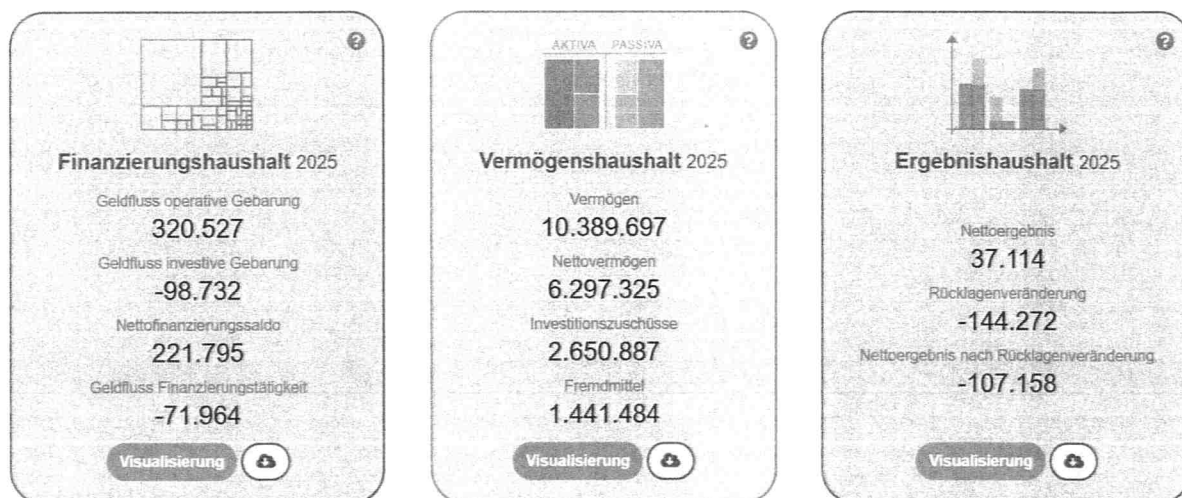 Finanzierungshaushalt 2025
Geldfluss operative Gebarung
320.527
Geldfluss investive Gebarung
-98.732
Nettofinanzierungssaldo
221.795
Geldfluss Finanzierungstätigkeit
-71.964
Visualisierung
AKTIVA PASSIVA
Vermögenshaushalt 2025
Vermögen
10.389.697
Nettovermögen
6.297.325
Investitionszuschüsse
2.650.887
Fremdmittel
1.441.484
Visualisierung
Ergebnishaushalt 2025
Nettoergebnis
37.114
Rücklagenveränderung
-144.272
Nettoergebnis nach Rücklagenveränderung
-107.158
Visualisierung